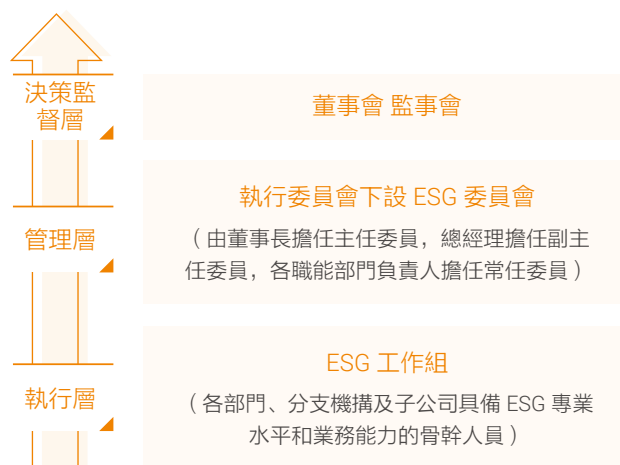 決策監
督層
董事會 監事會
管理層
執行委員會下設 ESG 委員會
（由董事長擔任主任委員，總經理擔任副主
任委員，各職能部門負責人擔任常任委員）
執行層
ESG 工作組
（各部門、分支機搆及子公司具備 ESG 專業
水平和業務能力的骨幹人員）